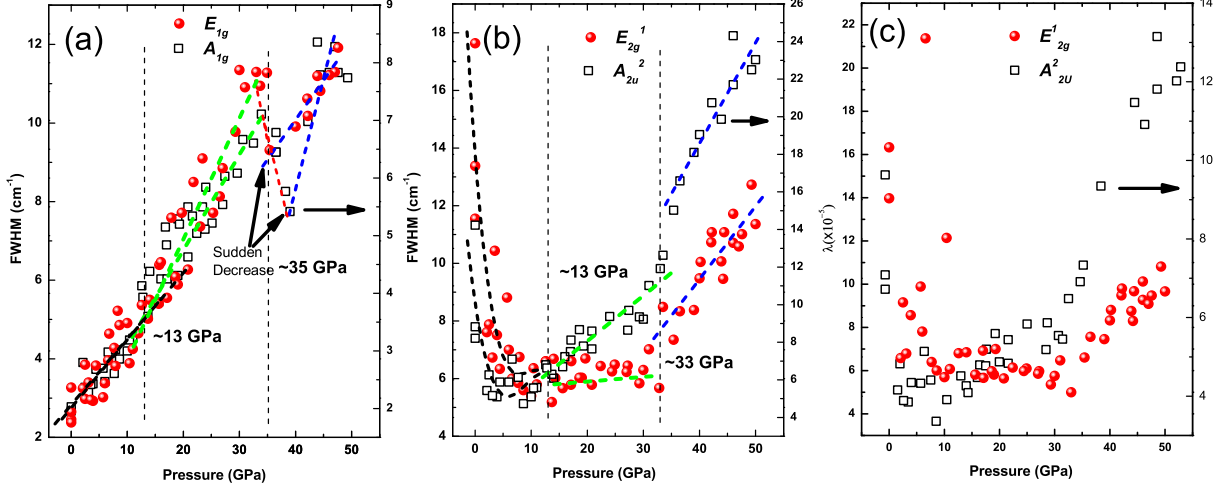 (a)
E1g
A1g
FWHM (cm-1)
12
10
8
6
4
2
9
8
7
6
5
4
3
2
Sudden
Decrease
~35 GPa
~13 GPa
0 10 20 30 40 50
Pressure (GPa)
(b)
E2g1
A2u2
FWHM (cm-1)
18
16
14
12
10
8
6
4
26
24
22
20
18
16
14
12
10
8
6
4
~13 GPa
~33 GPa
0 10 20 30 40 50
Pressure (GPa)
(c)
E12g
A22U
λ(x10-5)
22
20
18
16
14
12
10
8
6
4
14
12
10
8
6
4
0 10 20 30 40 50
Pressure (GPa)